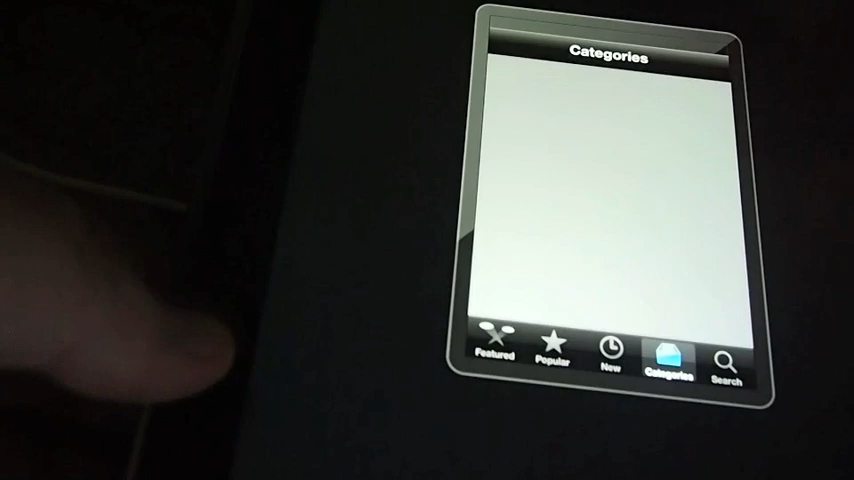 Categories
Featured
Popular
New
Categories
Search